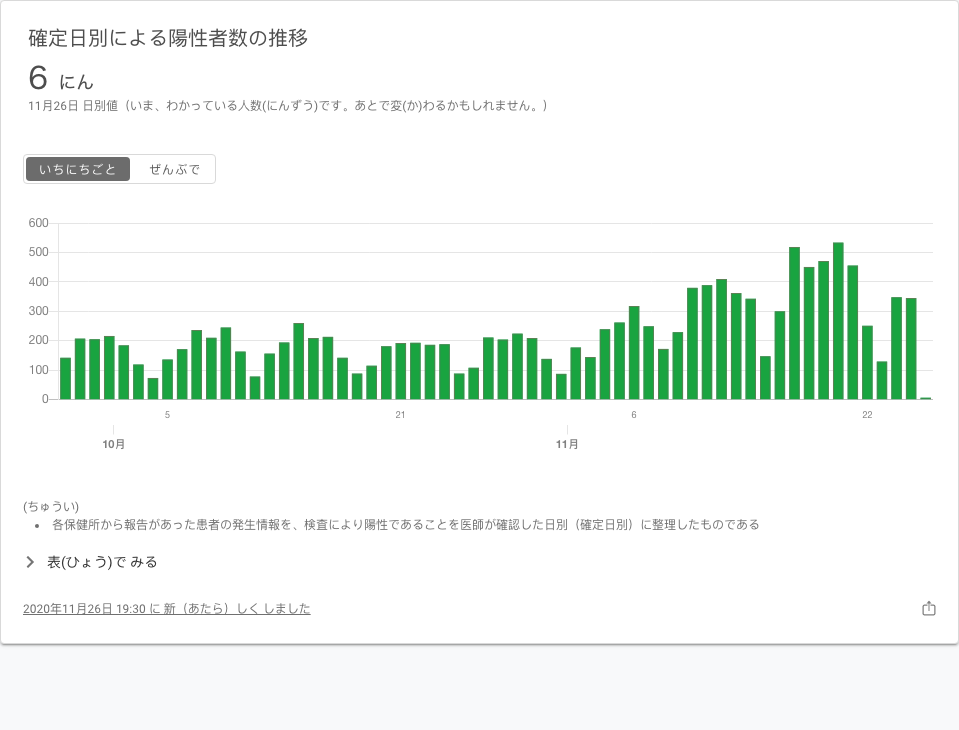 確定日別による陽性者数の推移
6 にん
11月26日 日別値（いま、わかっている人数(にんずう)です。あとで変(か)わるかもしれません。）
いちにちごと ぜんぶで
600
500
400
300
200
100
0
5 21 6 22
10月 11月
(ちゅうい)
• 各保健所から報告があった患者の発生情報を、検査により陽性であることを医師が確認した日別（確定日別）に整理したものである
表(ひょう)で みる
2020年11月26日 19:30 に 新（あたら）しく しました